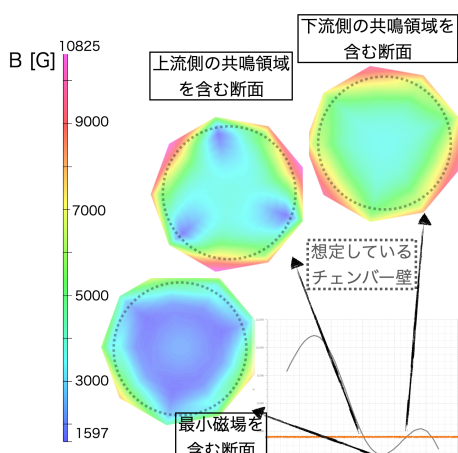 下流側の共鳴領域を
含む断面
上流側の共鳴領域
を含む断面
B [G]
10825
9000
7000
5000
3000
1597
想定している
チェンバー壁
最小磁場を
含む断面